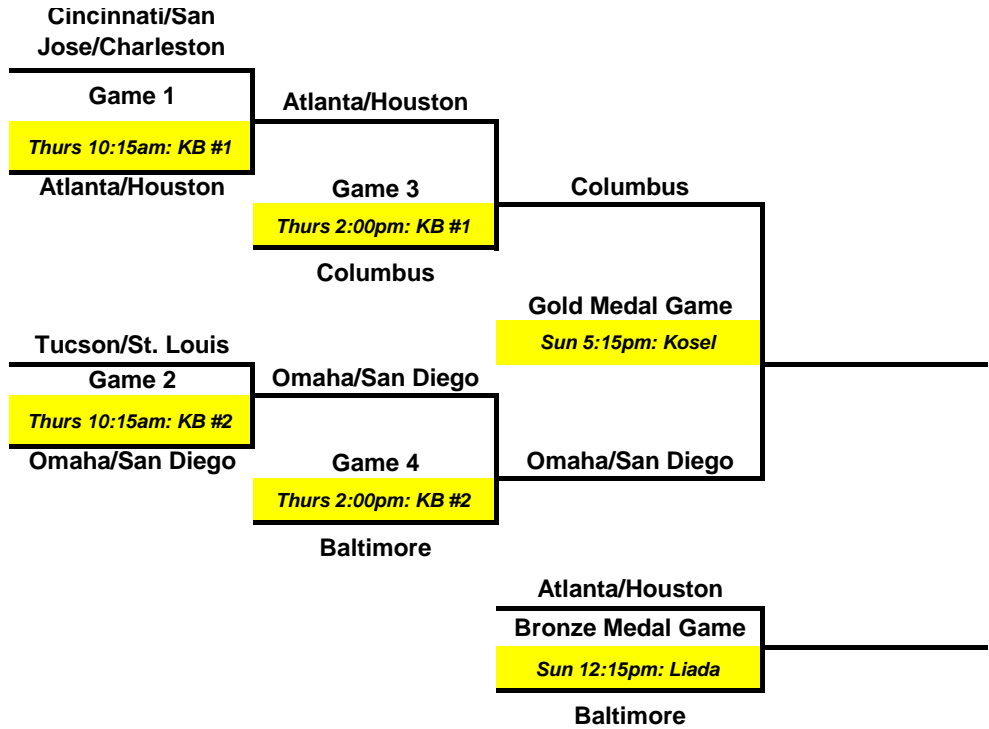 Cincinnati/San
Jose/Charleston
Game 1
Thurs 10:15am: KB #1
Atlanta/Houston
Atlanta/Houston
Game 3
Thurs 2:00pm: KB #1
Columbus
Columbus
Gold Medal Game
Sun 5:15pm: Kosel
Tucson/St. Louis
Game 2
Thurs 10:15am: KB #2
Omaha/San Diego
Omaha/San Diego
Game 4
Thurs 2:00pm: KB #2
Baltimore
Omaha/San Diego
Atlanta/Houston
Bronze Medal Game
Sun 12:15pm: Liada
Baltimore